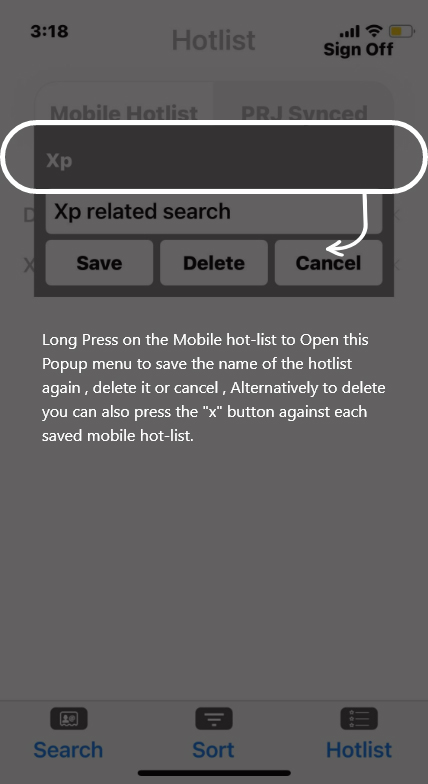 3:18
Hotlist
Sign Off
Mobile Hotlist PRJ Synced
Xp
D
Xp related search
X
Save Delete Cancel
Long Press on the Mobile hot-list to Open this
Popup menu to save the name of the hotlist
again , delete it or cancel , Alternatively to delete
you can also press the "x" button against each
saved mobile hot-list.
Search Sort Hotlist